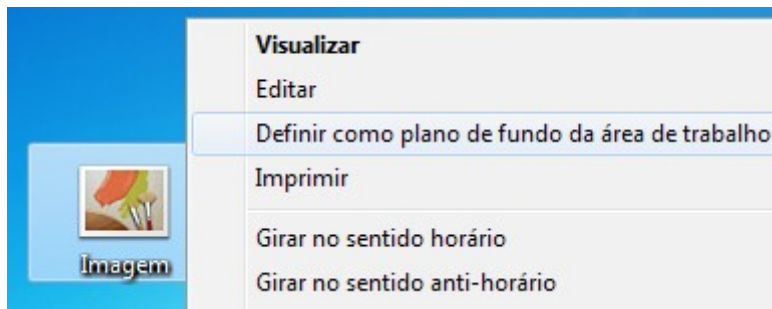 Visualizar
Editar
Definir como plano de fundo da área de trabalho
Imprimir
Girar no sentido horário
Girar no sentido anti-horário
Imagem